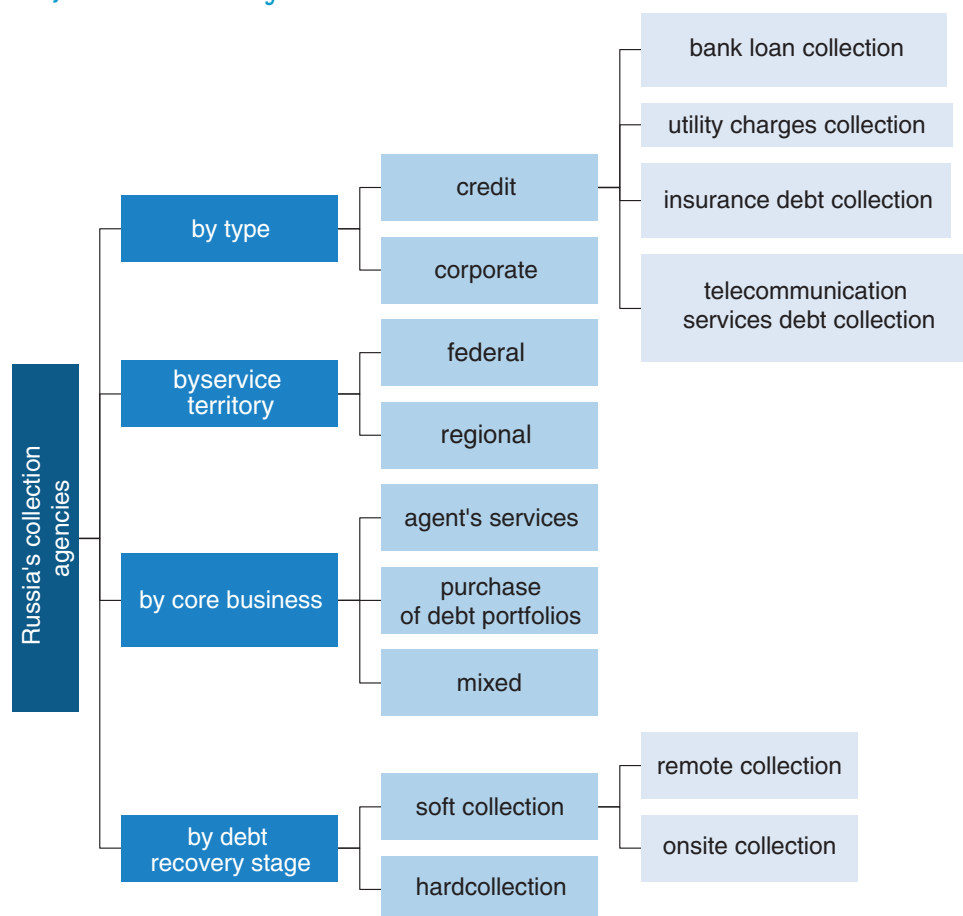 bank loan collection
utility charges collection
credit
insurance debt collection
by type
corporate
telecommunication
services debt collection
federal
byservice
territory
regional
Russia's collection
agencies
agent's services
by core business
purchase
of debt portfolios
mixed
remote collection
soft collection
by debt
recovery stage
onsite collection
hardcollection